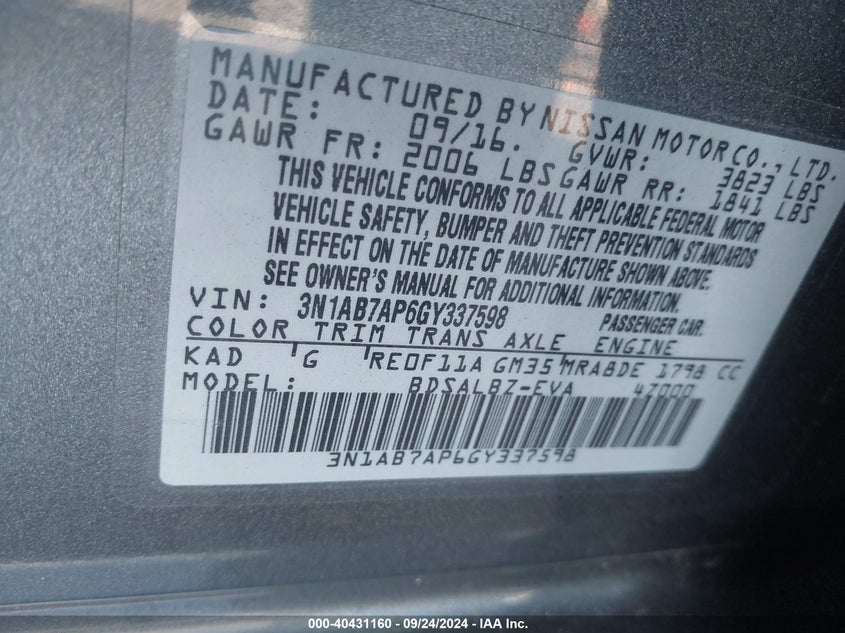 MANUFACTURED BY NISSAN MOTOR CO., LTD.
DATE: 09/16. GVWR: 3823 LBS
GAWR FR: 2006 LBS GAWR RR: 1841 LBS
THIS VEHICLE CONFORMS TO ALL APPLICABLE FEDERAL MOTOR
VEHICLE SAFETY, BUMPER AND THEFT PREVENTION STANDARDS
IN EFFECT ON THE DATE OF MANUFACTURE SHOWN ABOVE.
SEE OWNER'S MANUAL FOR ADDITIONAL INFORMATION.
VIN: 3N1AB7AP6GY337598 PASSENGER CAR.
COLOR TRIM TRANS AXLE ENGINE
KAD G RE0F11A GM35 MRA8DE 1798 CC
MODEL: BDSALBZ-EVA 4Z000
3N1AB7AP6GY337598
000-40431160 - 09/24/2024 - IAA Inc.